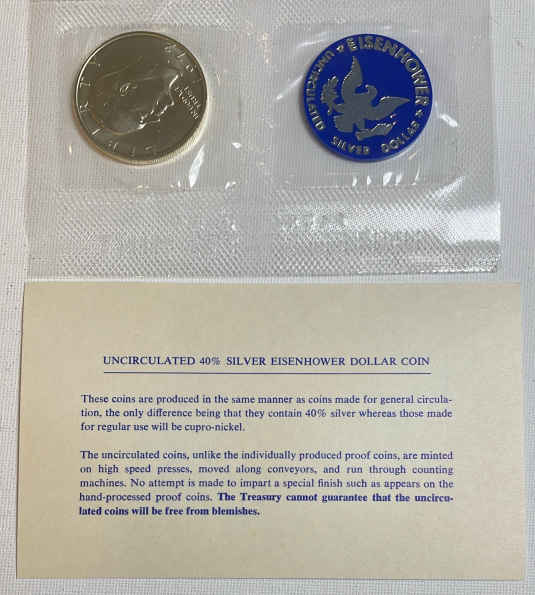 LIBERTY
IN GOD WE
TRUST
EISENHOWER
UNCIRCULATED
SILVER DOLLAR
UNCIRCULATED 40% SILVER EISENHOWER DOLLAR COIN
These coins are produced in the same manner as coins made for general circula-
tion, the only difference being that they contain 40% silver whereas those made
for regular use will be cupro-nickel.
The uncirculated coins, unlike the individually produced proof coins, are minted
on high speed presses, moved along conveyors, and run through counting
machines. No attempt is made to impart a special finish such as appears on the
hand-processed proof coins. The Treasury cannot guarantee that the uncircu-
lated coins will be free from blemishes.